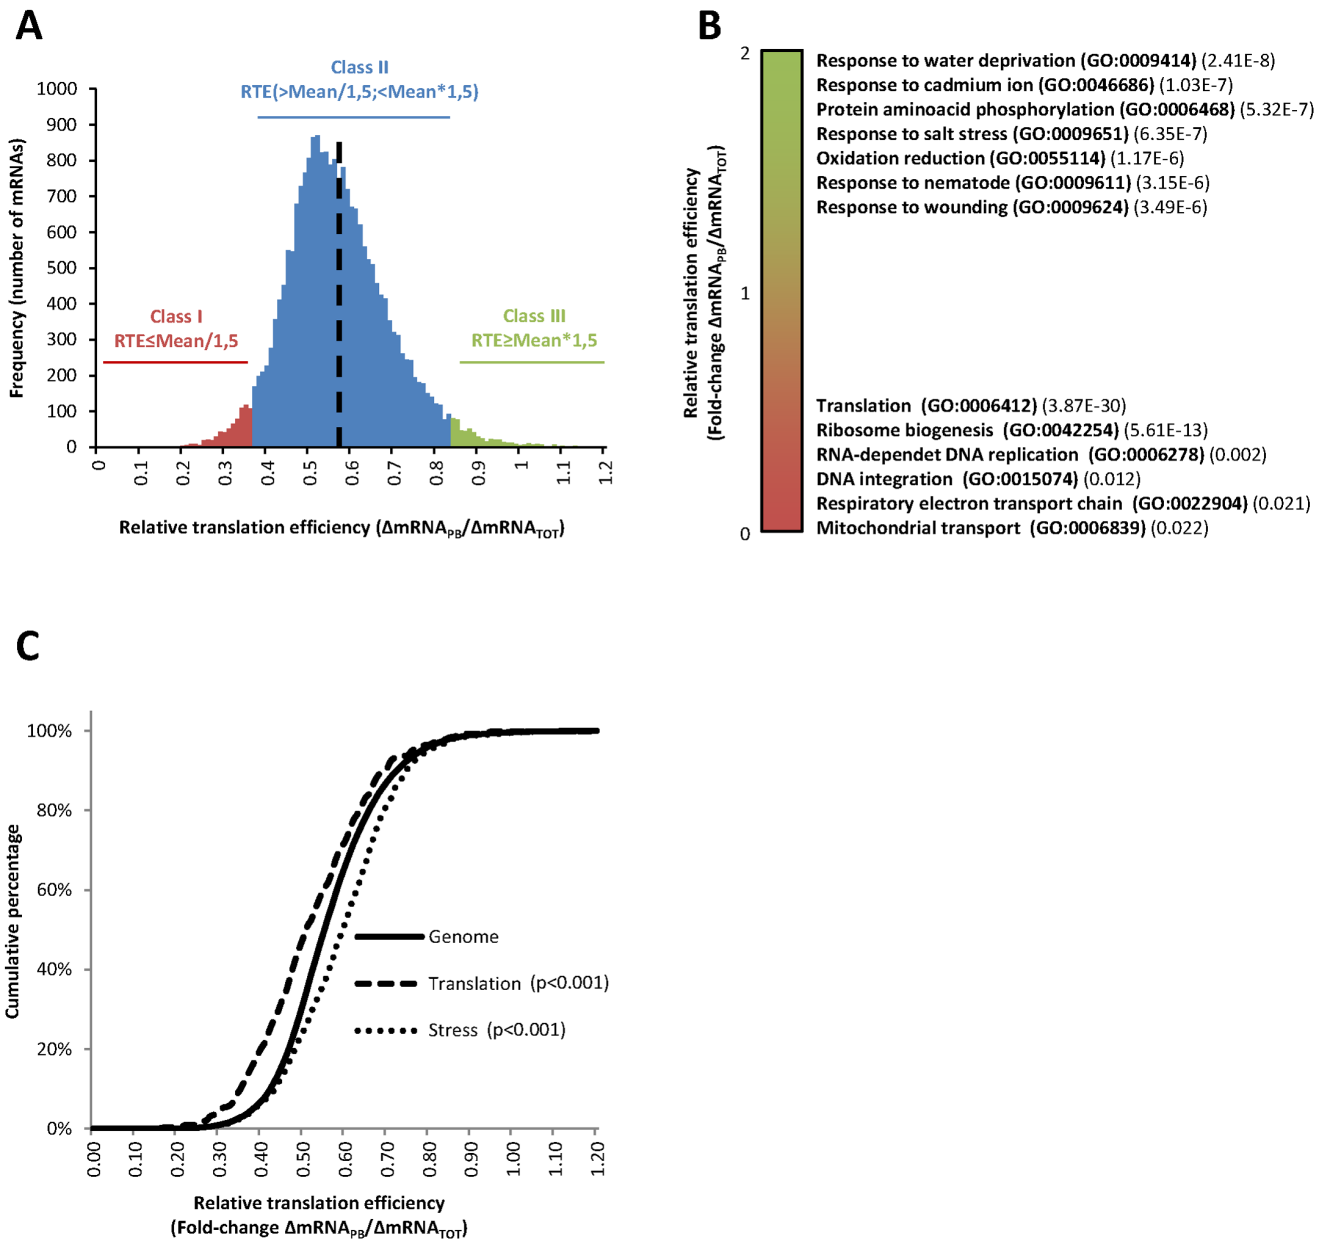 A
Class II
RTE(>Mean/1,5;<Mean*1,5)
1000
900
800
700
600
500
400
300
200
100
0
Frequency (number of mRNAs)
Class I
RTE≤Mean/1,5
Class III
RTE≥Mean*1,5
0
0.1
0.2
0.3
0.4
0.5
0.6
0.7
0.8
0.9
1
1.1
1.2
Relative translation efficiency (ΔmRNAPB/ΔmRNATOT)
B
2
1
0
Relative translation efficiency
(Fold-change ΔmRNAPB/ΔmRNATOT)
Response to water deprivation (GO:0009414) (2.41E-8)
Response to cadmium ion (GO:0046686) (1.03E-7)
Protein aminoacid phosphorylation (GO:0006468) (5.32E-7)
Response to salt stress (GO:0009651) (6.35E-7)
Oxidation reduction (GO:0055114) (1.17E-6)
Response to nematode (GO:0009611) (3.15E-6)
Response to wounding (GO:0009624) (3.49E-6)
Translation (GO:0006412) (3.87E-30)
Ribosome biogenesis (GO:0042254) (5.61E-13)
RNA-dependet DNA replication (GO:0006278) (0.002)
DNA integration (GO:0015074) (0.012)
Respiratory electron transport chain (GO:0022904) (0.021)
Mitochondrial transport (GO:0006839) (0.022)
C
100%
80%
60%
40%
20%
0%
Cumulative percentage
Genome
Translation (p<0.001)
Stress (p<0.001)
0.00
0.10
0.20
0.30
0.40
0.50
0.60
0.70
0.80
0.90
1.00
1.10
1.20
Relative translation efficiency
(Fold-change ΔmRNAPB/ΔmRNATOT)